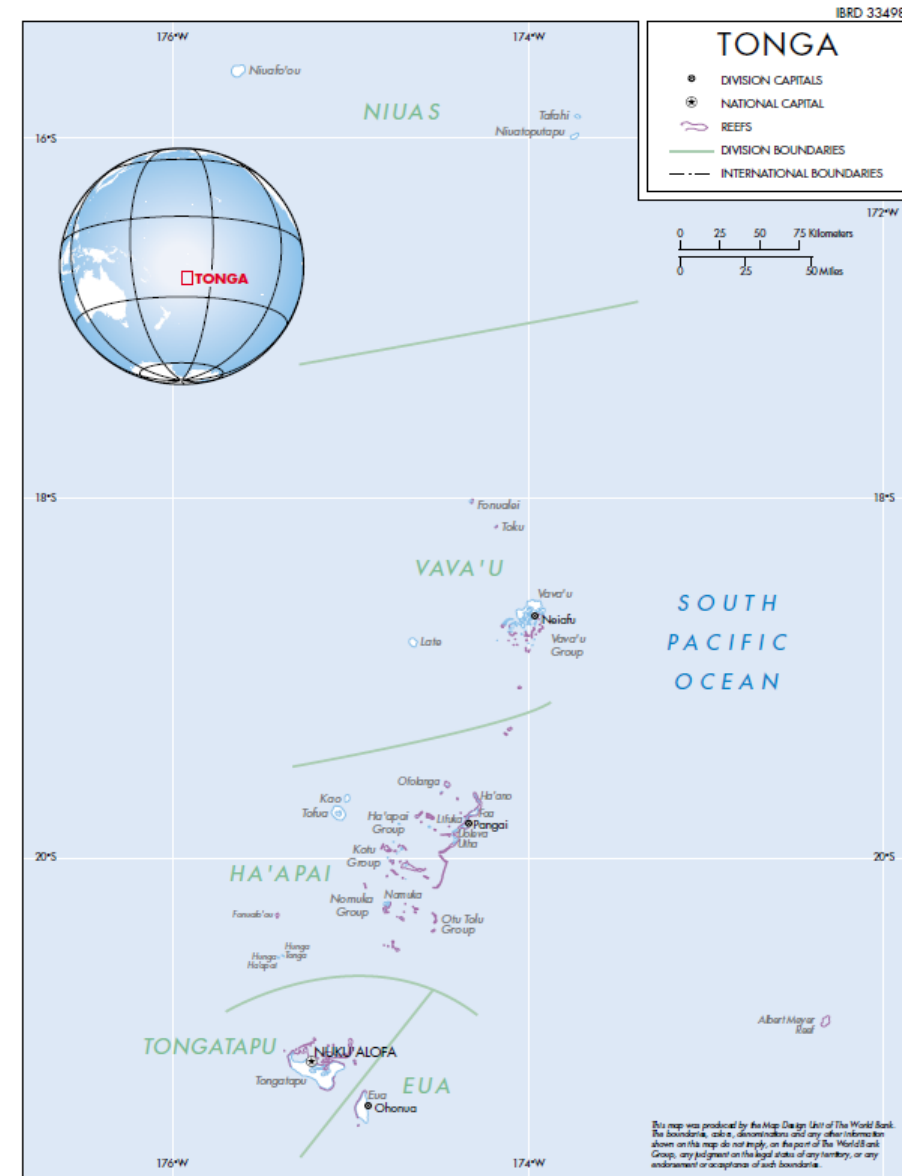 IBRD 33498
TONGA
DIVISION CAPITALS
NATIONAL CAPITAL
REEFS
DIVISION BOUNDARIES
INTERNATIONAL BOUNDARIES
176°W
174°W
172°W
0 25 50 75 Kilometers
0 25 50 Miles
Niuafo'ou
NIUAS
Tafahi
Niuatoputapu
16°S
TONGA
18°S
Fonualei
Toku
VAVA'U
Vava'u
Neiafu
Vava'u
Group
Late
SOUTH
PACIFIC
OCEAN
Ofolanga
Ha'ano
Kao
Tofua
Ha'apai
Group
Lifuka
Foa
Pangai
Uoleva
Uiha
Kotu
Group
20°S
20°S
HA'APAI
Nomuka
Group
Namuka
Fonuafo'ou
Otu Tolu
Group
Hunga
Tonga
Hunga
Ha'apai
Albert Meyer
Reef
TONGATAPU
NUKU'ALOFA
Tongatapu
EUA
Eua
Ohonua
This map was produced by the Map Design Unit of The World Bank.
The boundaries, colors, denominations and any other information
shown on this map do not imply, on the part of The World Bank
Group, any judgment on the legal status of any territory, or any
endorsement or acceptance of such boundaries.
176°W
174°W